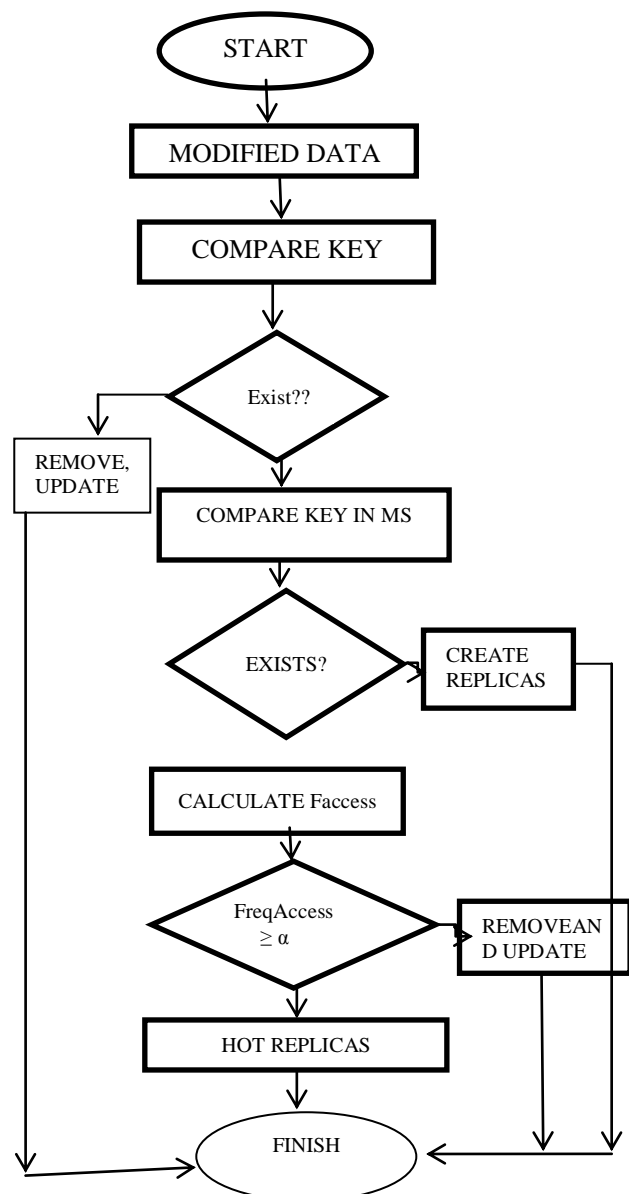 START
MODIFIED DATA
COMPARE KEY
Exist??
REMOVE,
UPDATE
COMPARE KEY IN MS
EXISTS?
CREATE
REPLICAS
CALCULATE Faccess
FreqAccess
≥ α
REMOVEAN
D UPDATE
HOT REPLICAS
FINISH